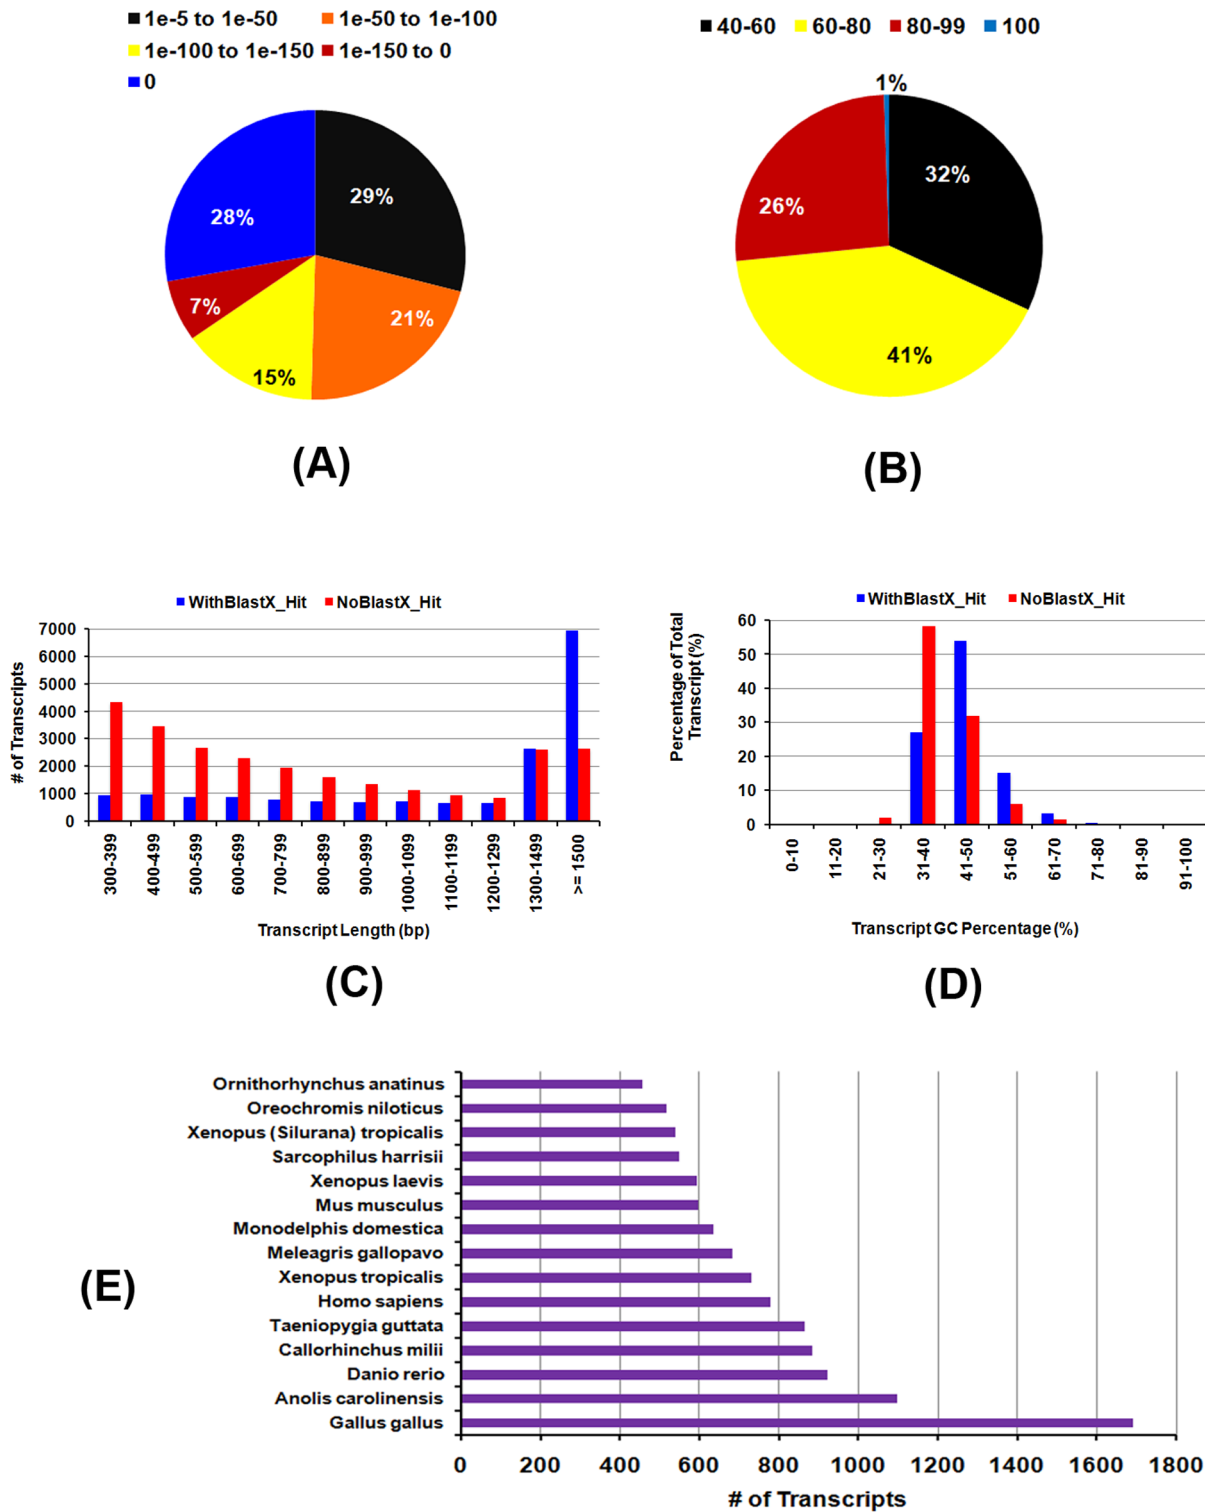 1e-5 to 1e-50 1e-50 to 1e-100
1e-100 to 1e-150 1e-150 to 0
0
29%
28%
7%
21%
15%
(A)
40-60 60-80 80-99 100
1%
32%
26%
41%
(B)
WithBlastX_Hit NoBlastX_Hit
# of Transcripts
7000
6000
5000
4000
3000
2000
1000
0
300-399
400-499
500-599
600-699
700-799
800-899
900-999
1000-1099
1100-1199
1200-1299
1300-1499
>= 1500
Transcript Length (bp)
(C)
WithBlastX_Hit NoBlastX_Hit
Percentage of Total
Transcript (%)
60
50
40
30
20
10
0
0-10
11-20
21-30
31-40
41-50
51-60
61-70
71-80
81-90
91-100
Transcript GC Percentage (%)
(D)
(E)
Ornithorhynchus anatinus
Oreochromis niloticus
Xenopus (Silurana) tropicalis
Sarcophilus harrisii
Xenopus laevis
Mus musculus
Monodelphis domestica
Meleagris gallopavo
Xenopus tropicalis
Homo sapiens
Taeniopygia guttata
Callorhinchus milii
Danio rerio
Anolis carolinensis
Gallus gallus
0 200 400 600 800 1000 1200 1400 1600 1800
# of Transcripts